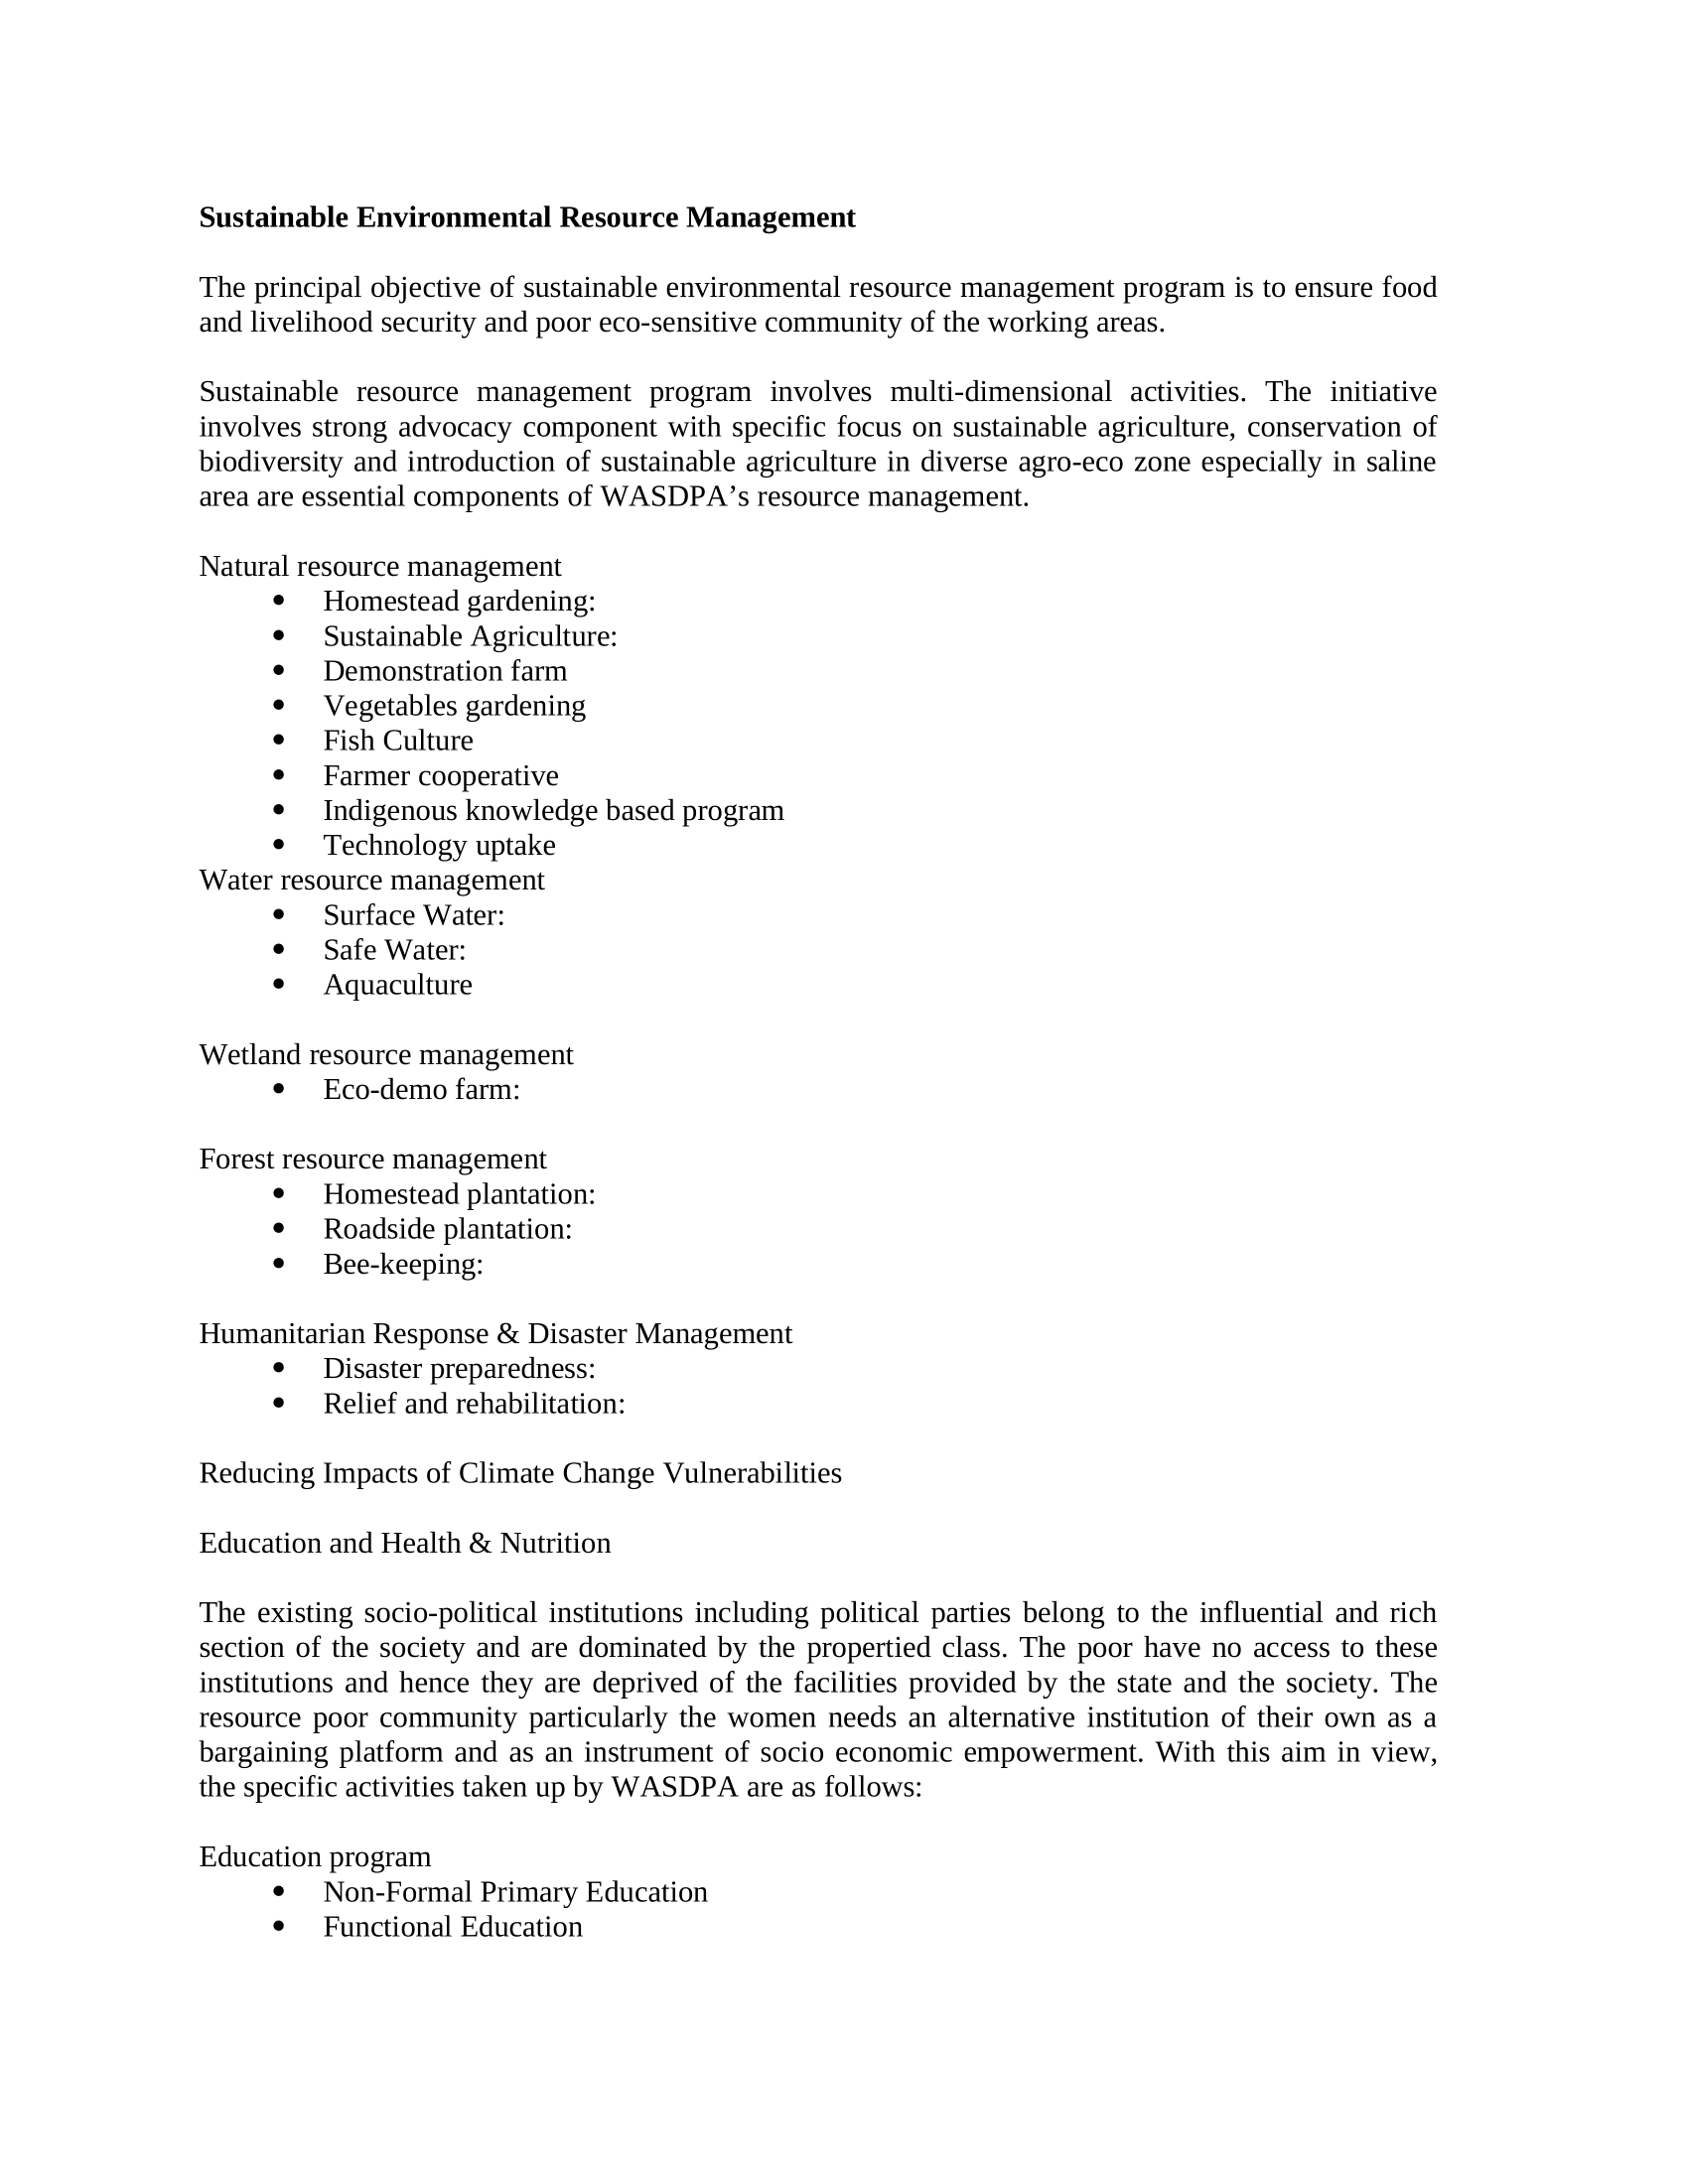 Sustainable Environmental Resource Management
The principal objective of sustainable environmental resource management program is to ensure food
and livelihood security and poor eco-sensitive community of the working areas.
Sustainable resource management program involves multi-dimensional activities. The initiative
involves strong advocacy component with specific focus on sustainable agriculture, conservation of
biodiversity and introduction of sustainable agriculture in diverse agro-eco zone especially in saline
area are essential components of WASDPA’s resource management.
Natural resource management
• Homestead gardening:
• Sustainable Agriculture:
• Demonstration farm
• Vegetables gardening
• Fish Culture
• Farmer cooperative
• Indigenous knowledge based program
• Technology uptake
Water resource management
• Surface Water:
• Safe Water:
• Aquaculture
Wetland resource management
• Eco-demo farm:
Forest resource management
• Homestead plantation:
• Roadside plantation:
• Bee-keeping:
Humanitarian Response & Disaster Management
• Disaster preparedness:
• Relief and rehabilitation:
Reducing Impacts of Climate Change Vulnerabilities
Education and Health & Nutrition
The existing socio-political institutions including political parties belong to the influential and rich
section of the society and are dominated by the propertied class. The poor have no access to these
institutions and hence they are deprived of the facilities provided by the state and the society. The
resource poor community particularly the women needs an alternative institution of their own as a
bargaining platform and as an instrument of socio economic empowerment. With this aim in view,
the specific activities taken up by WASDPA are as follows:
Education program
• Non-Formal Primary Education
• Functional Education